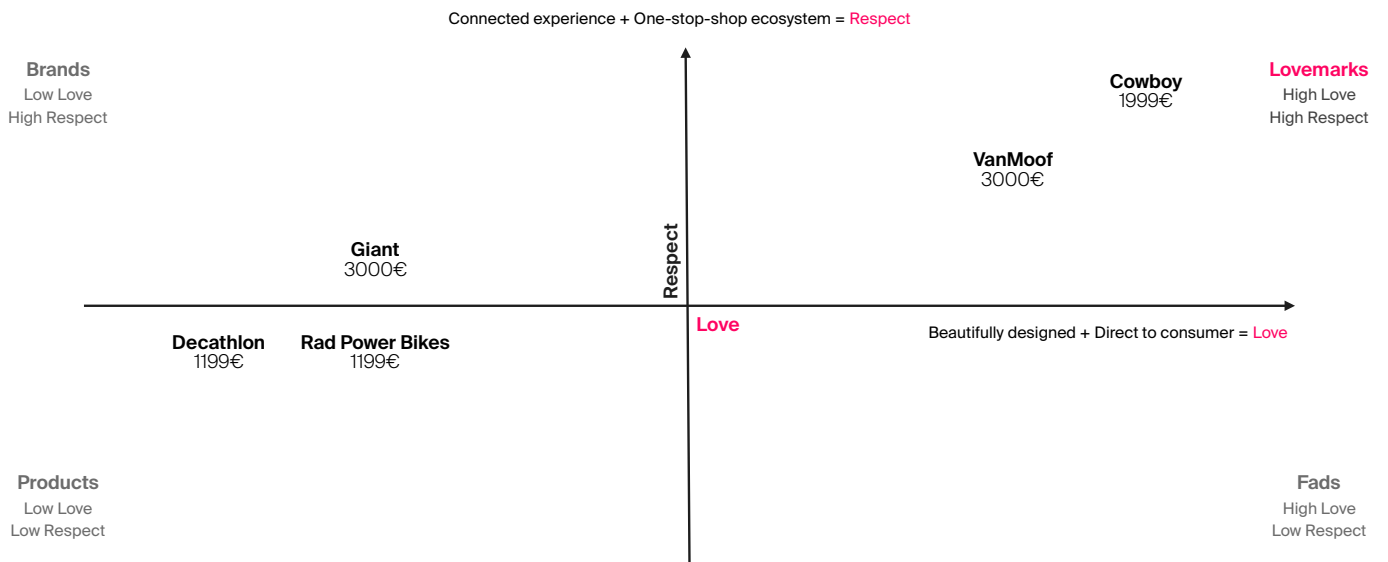 Connected experience + One-stop-shop ecosystem = Respect
Brands
Low Love
High Respect
Cowboy
1999€
Lovemarks
High Love
High Respect
VanMoof
3000€
Giant
3000€
Respect
Love
Beautifully designed + Direct to consumer = Love
Decathlon
1199€
Rad Power Bikes
1199€
Products
Low Love
Low Respect
Fads
High Love
Low Respect